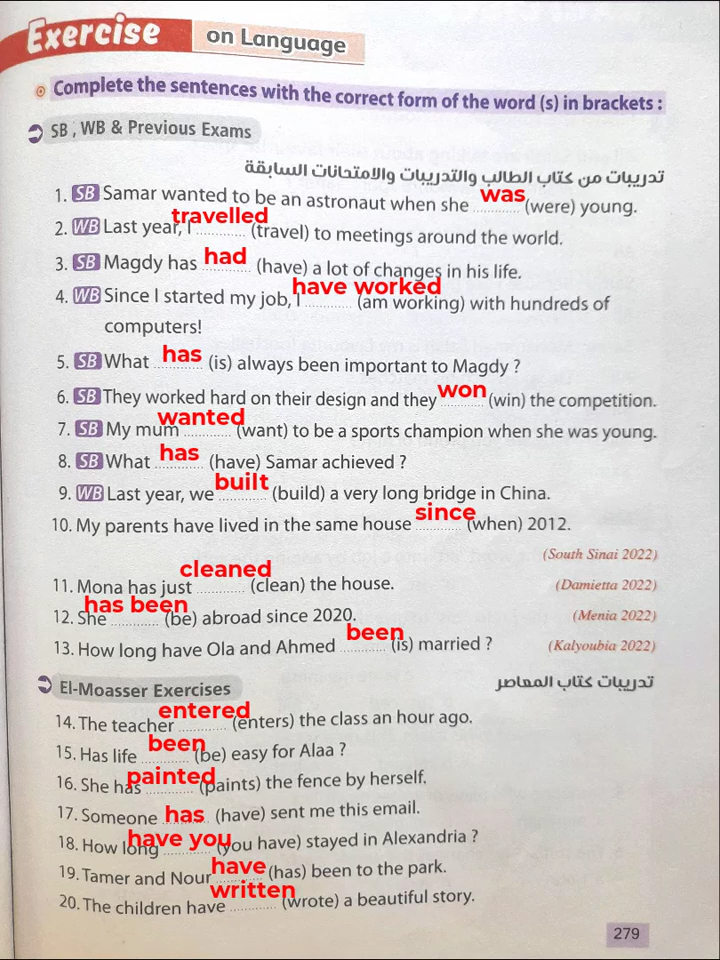 Exercise on Language
Complete the sentences with the correct form of the word (s) in brackets :
SB , WB & Previous Exams
تدريبات من كتاب الطالب والتدريبات والامتحانات السابقة
1. SB Samar wanted to be an astronaut when she was (were) young.
2. WB Last year, I travelled (travel) to meetings around the world.
3. SB Magdy has had (have) a lot of changes in his life.
4. WB Since I started my job, I have worked (am working) with hundreds of
computers!
5. SB What has (is) always been important to Magdy ?
6. SB They worked hard on their design and they won (win) the competition.
7. SB My mum wanted (want) to be a sports champion when she was young.
8. SB What has (have) Samar achieved ?
9. WB Last year, we built (build) a very long bridge in China.
10. My parents have lived in the same house since (when) 2012.
(South Sinai 2022)
11. Mona has just cleaned (clean) the house. (Damietta 2022)
12. She has been (be) abroad since 2020. (Menia 2022)
13. How long have Ola and Ahmed been (is) married ? (Kalyoubia 2022)
El-Moasser Exercises تدريبات كتاب المعاصر
14. The teacher entered (enters) the class an hour ago.
15. Has life been (be) easy for Alaa ?
16. She has painted (paints) the fence by herself.
17. Someone has (have) sent me this email.
18. How long have you (you have) stayed in Alexandria ?
19. Tamer and Nour have (has) been to the park.
20. The children have written (wrote) a beautiful story.
279